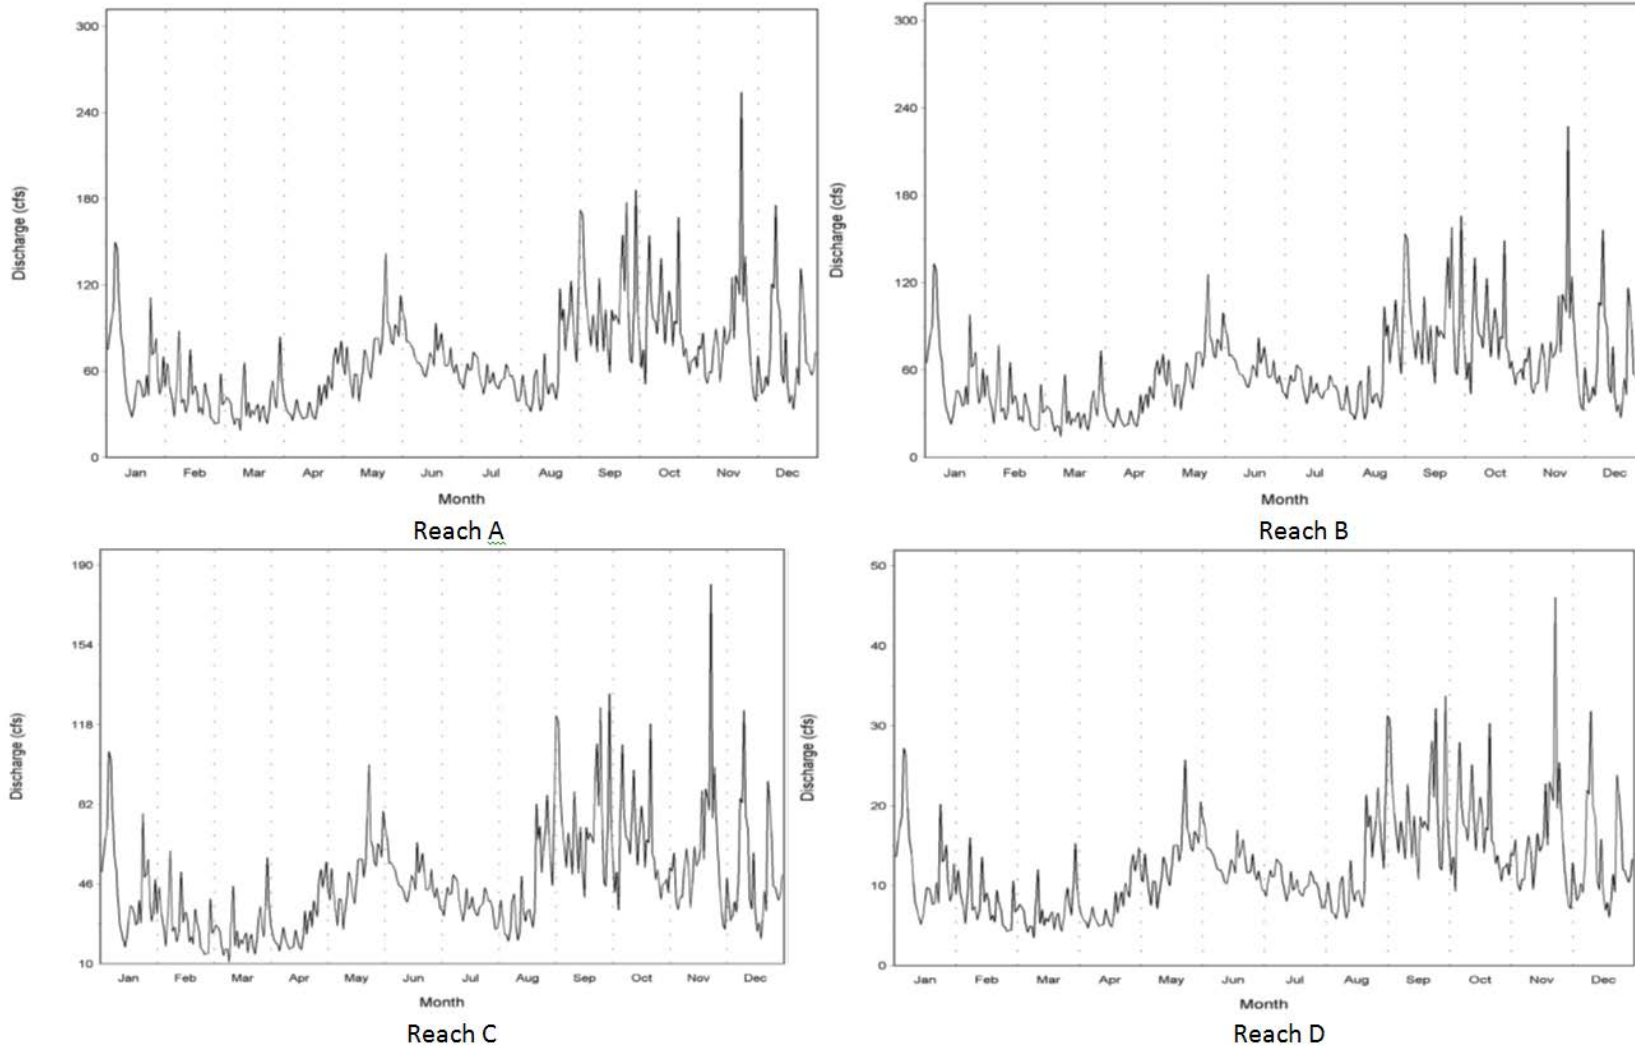 Discharge (cfs)
300
240
180
120
60
0
Jan Feb Mar Apr May Jun Jul Aug Sep Oct Nov Dec
Month
Reach A
Discharge (cfs)
300
240
180
120
60
0
Jan Feb Mar Apr May Jun Jul Aug Sep Oct Nov Dec
Month
Reach B
Discharge (cfs)
190
154
118
82
46
10
Jan Feb Mar Apr May Jun Jul Aug Sep Oct Nov Dec
Month
Reach C
Discharge (cfs)
50
40
30
20
10
0
Jan Feb Mar Apr May Jun Jul Aug Sep Oct Nov Dec
Month
Reach D